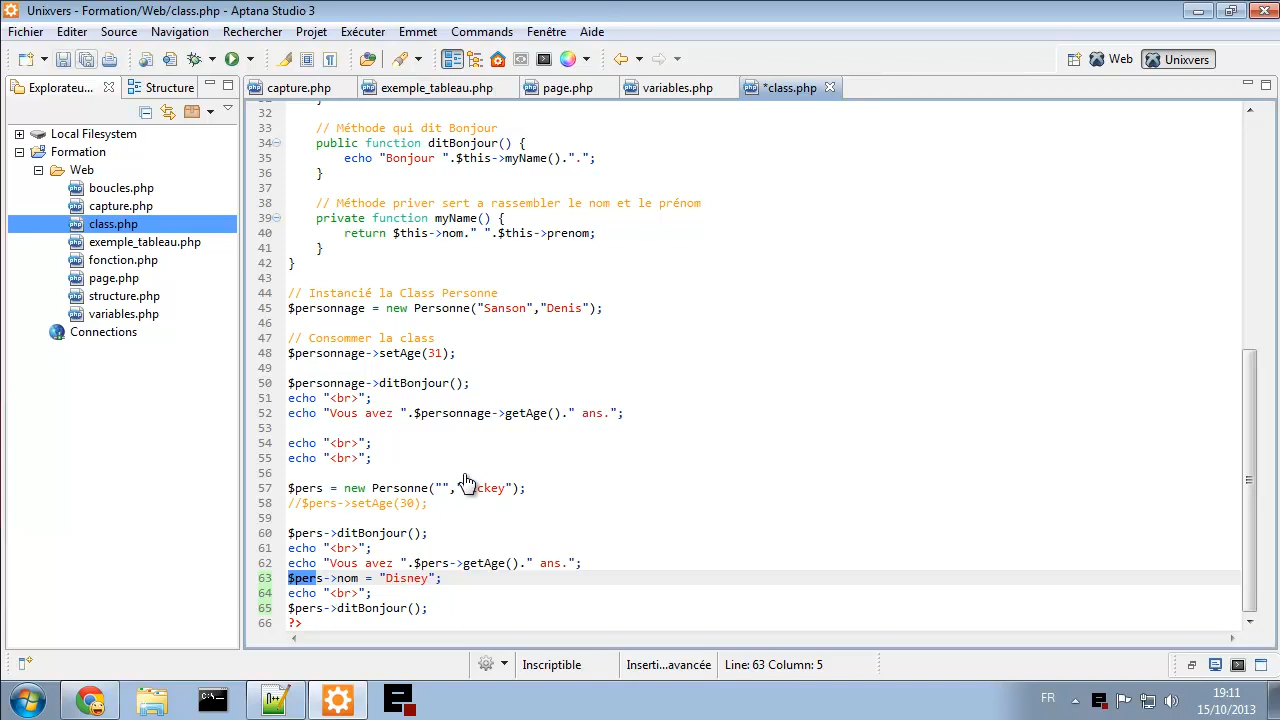 Unixvers - Formation/Web/class.php - Aptana Studio 3
Fichier Editer Source Navigation Rechercher Projet Exécuter Emmet Commands Fenêtre Aide
Web Unixvers
Explorateu... Structure capture.php exemple_tableau.php page.php variables.php *class.php
Local Filesystem
Formation
Web
boucles.php
capture.php
class.php
exemple_tableau.php
fonction.php
page.php
structure.php
variables.php
Connections
32
33 // Méthode qui dit Bonjour
34 public function ditBonjour() {
35 echo "Bonjour ".$this->myName().".";
36 }
37
38 // Méthode priver sert a rassembler le nom et le prénom
39 private function myName() {
40 return $this->nom." ".$this->prenom;
41 }
42 }
43
44 // Instancié la Class Personne
45 $personnage = new Personne("Sanson","Denis");
46
47 // Consommer la class
48 $personnage->setAge(31);
49
50 $personnage->ditBonjour();
51 echo "<br>";
52 echo "Vous avez ".$personnage->getAge()." ans.";
53
54 echo "<br>";
55 echo "<br>";
56
57 $pers = new Personne("","ckey");
58 //$pers->setAge(30);
59
60 $pers->ditBonjour();
61 echo "<br>";
62 echo "Vous avez ".$pers->getAge()." ans.";
63 $pers->nom = "Disney";
64 echo "<br>";
65 $pers->ditBonjour();
66 ?>
Inscriptible Inserti...avancée Line: 63 Column: 5
FR 19:11
15/10/2013